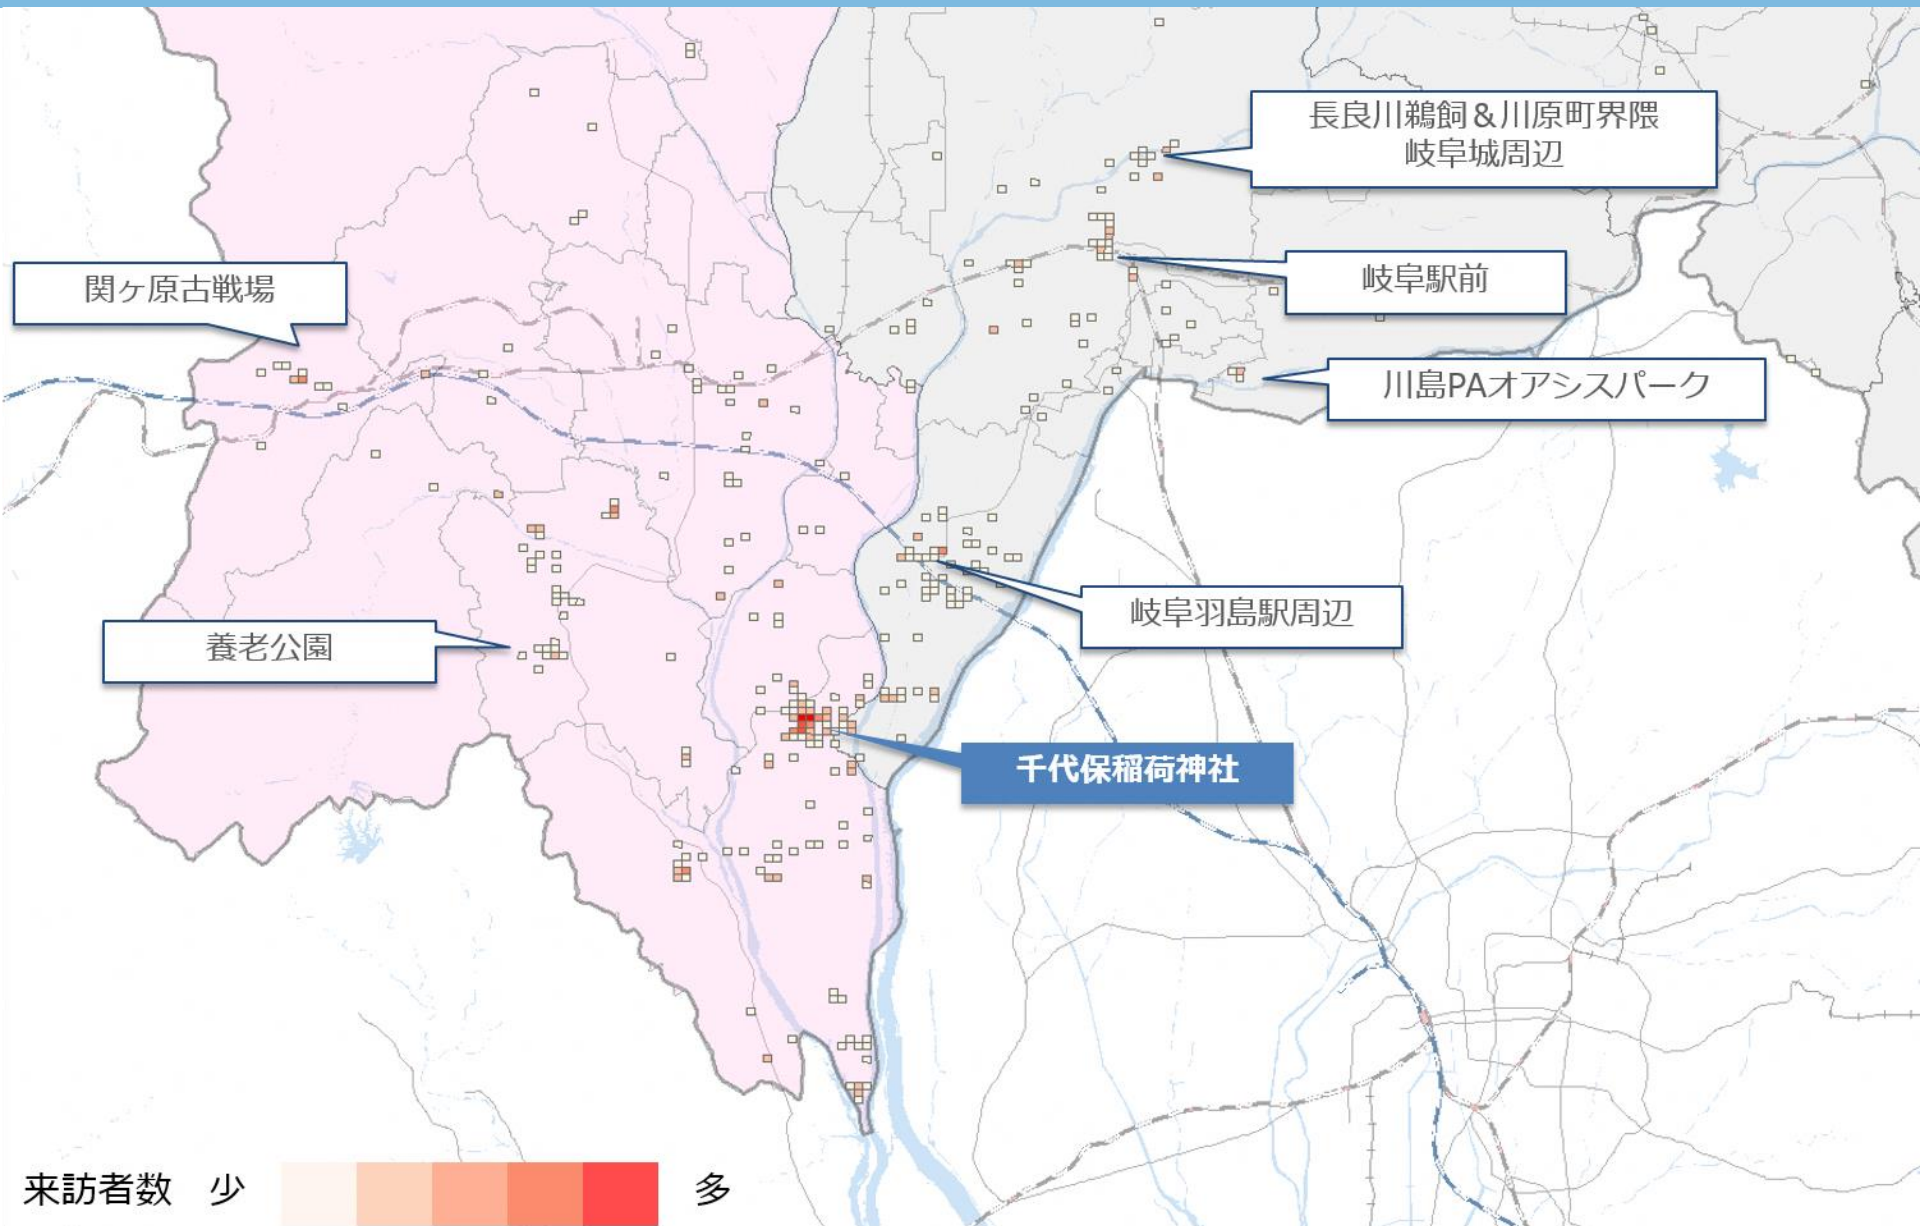 長良川鵜飼＆川原町界隈
岐阜城周辺
関ヶ原古戦場
岐阜駅前
川島PAオアシスパーク
岐阜羽島駅周辺
養老公園
千代保稲荷神社
来訪者数 少 多